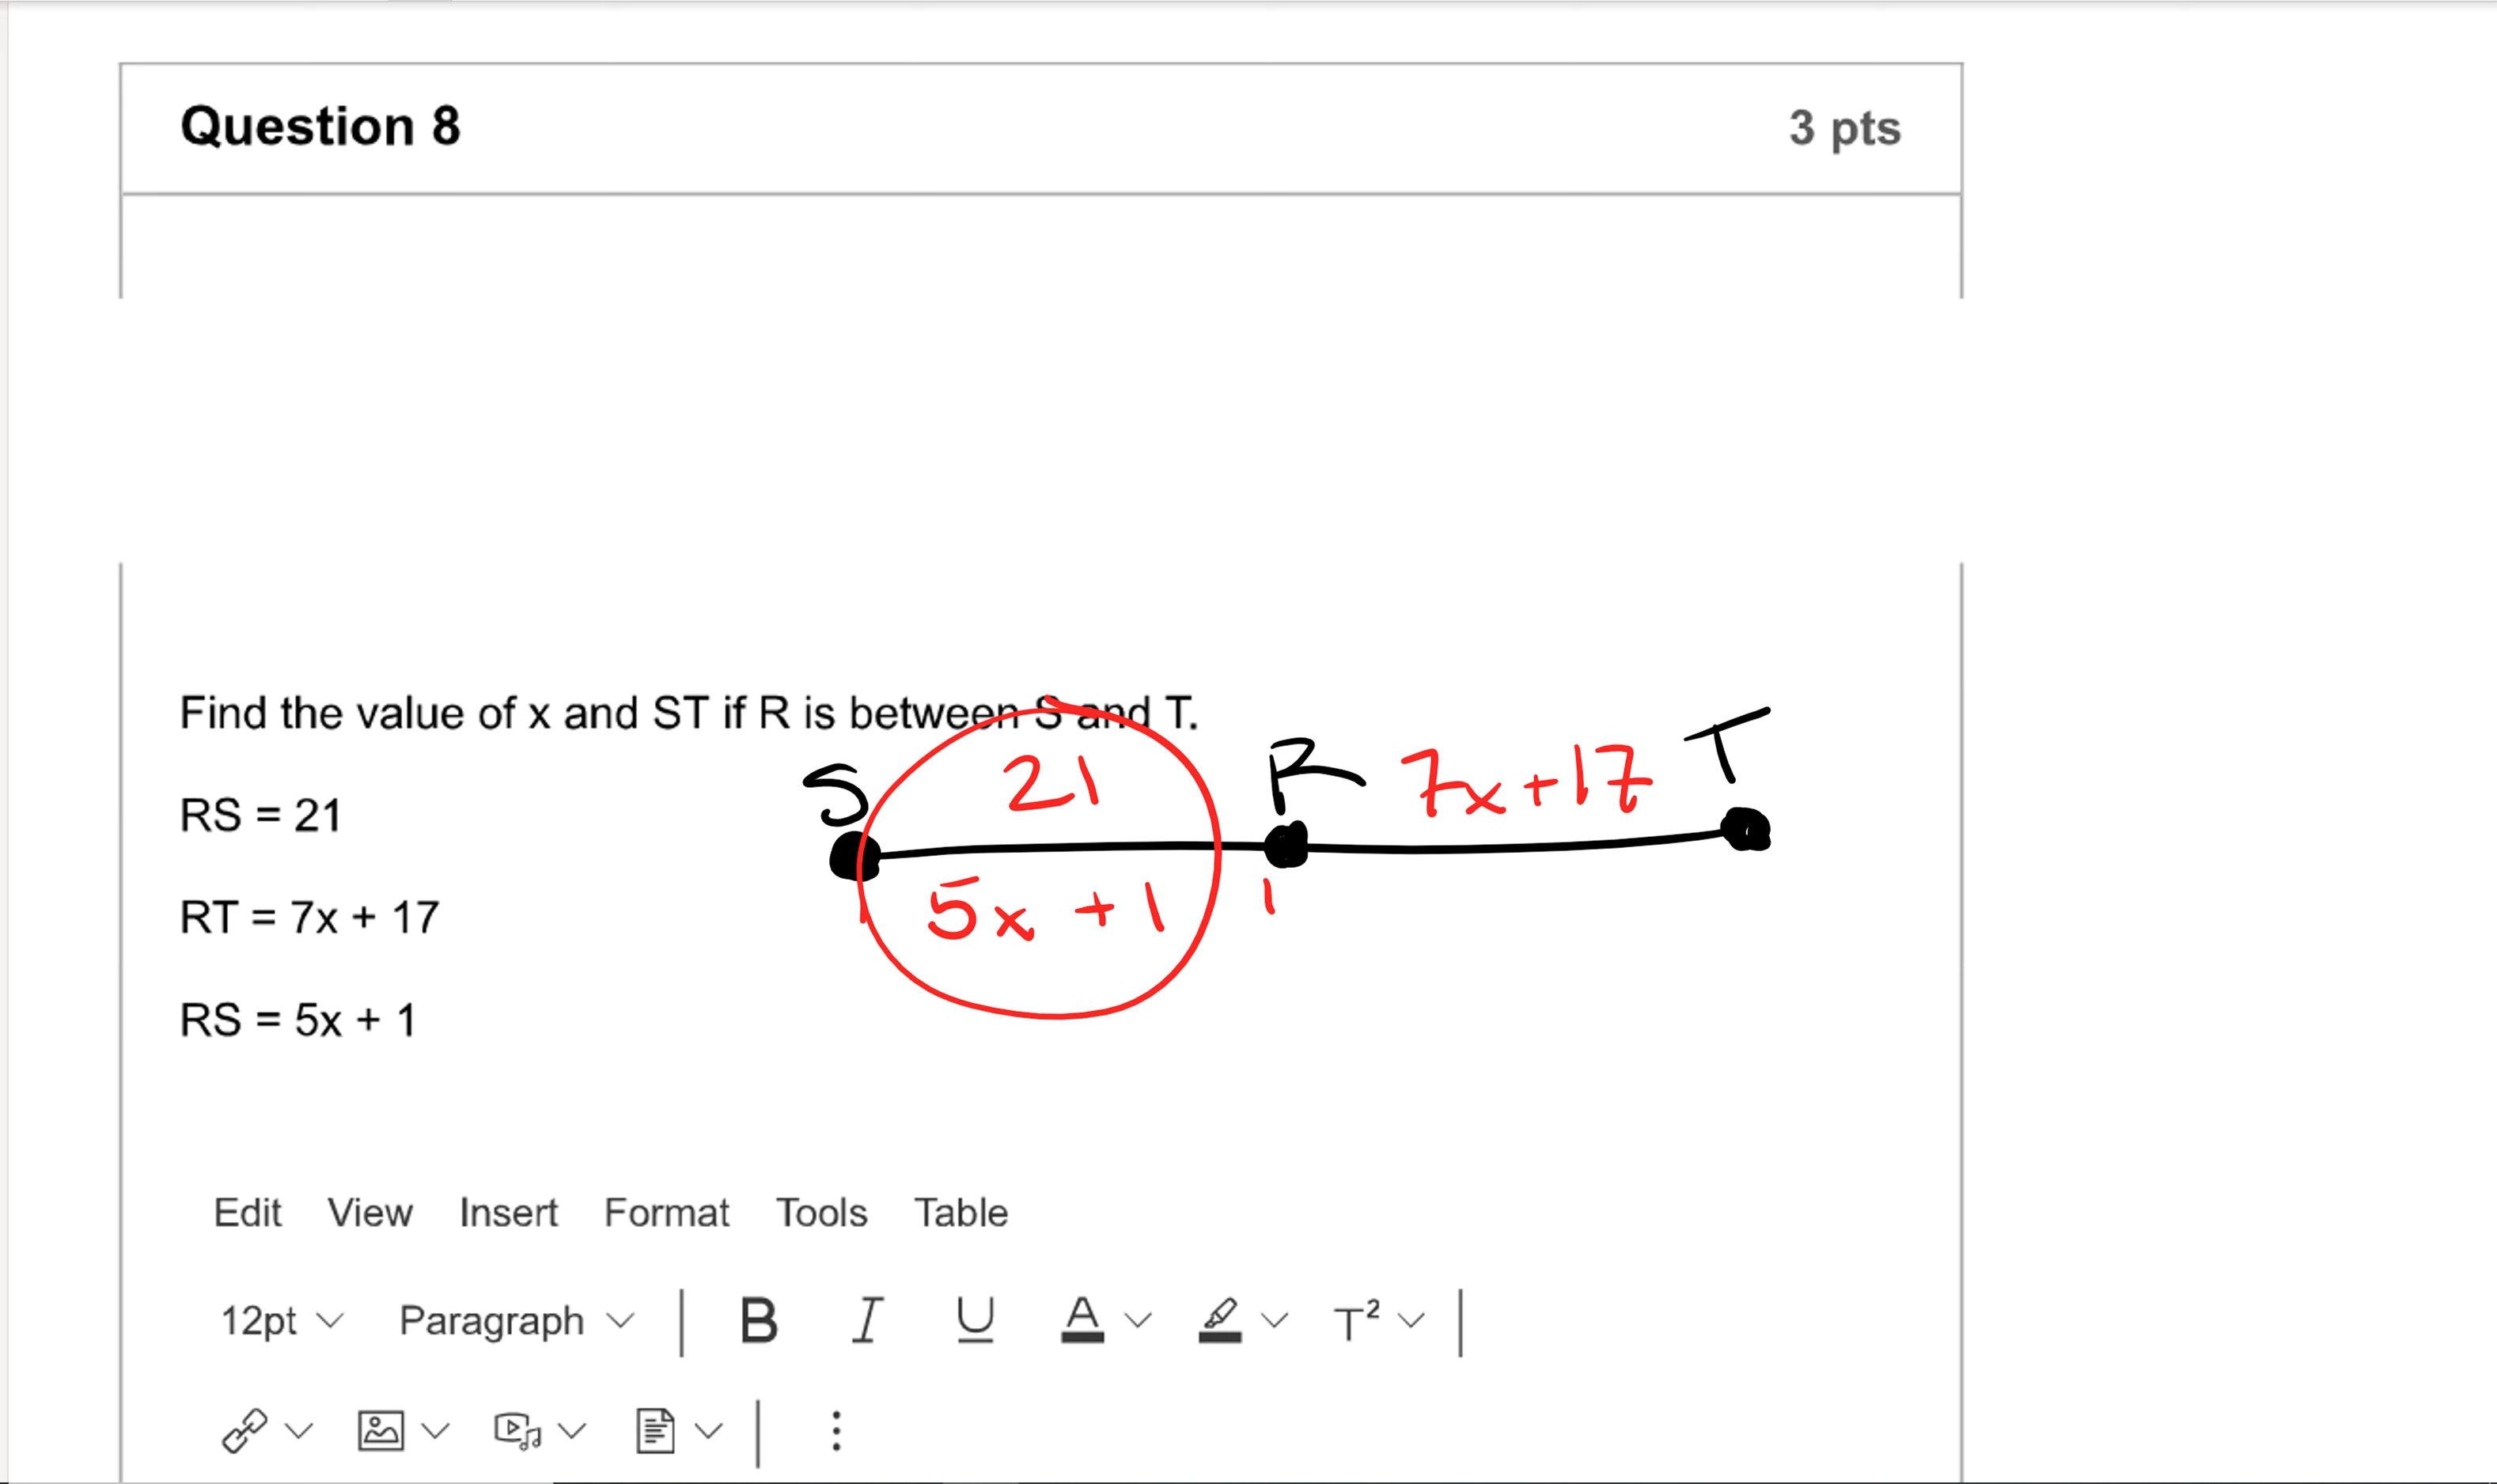 Question 8
3 pts
Find the value of x and ST if R is between S and T.
S
21
R
7x+17
T
RS = 21
5x +1
RT = 7x + 17
RS = 5x + 1
Edit View Insert Format Tools Table
12pt Paragraph B I U A T²